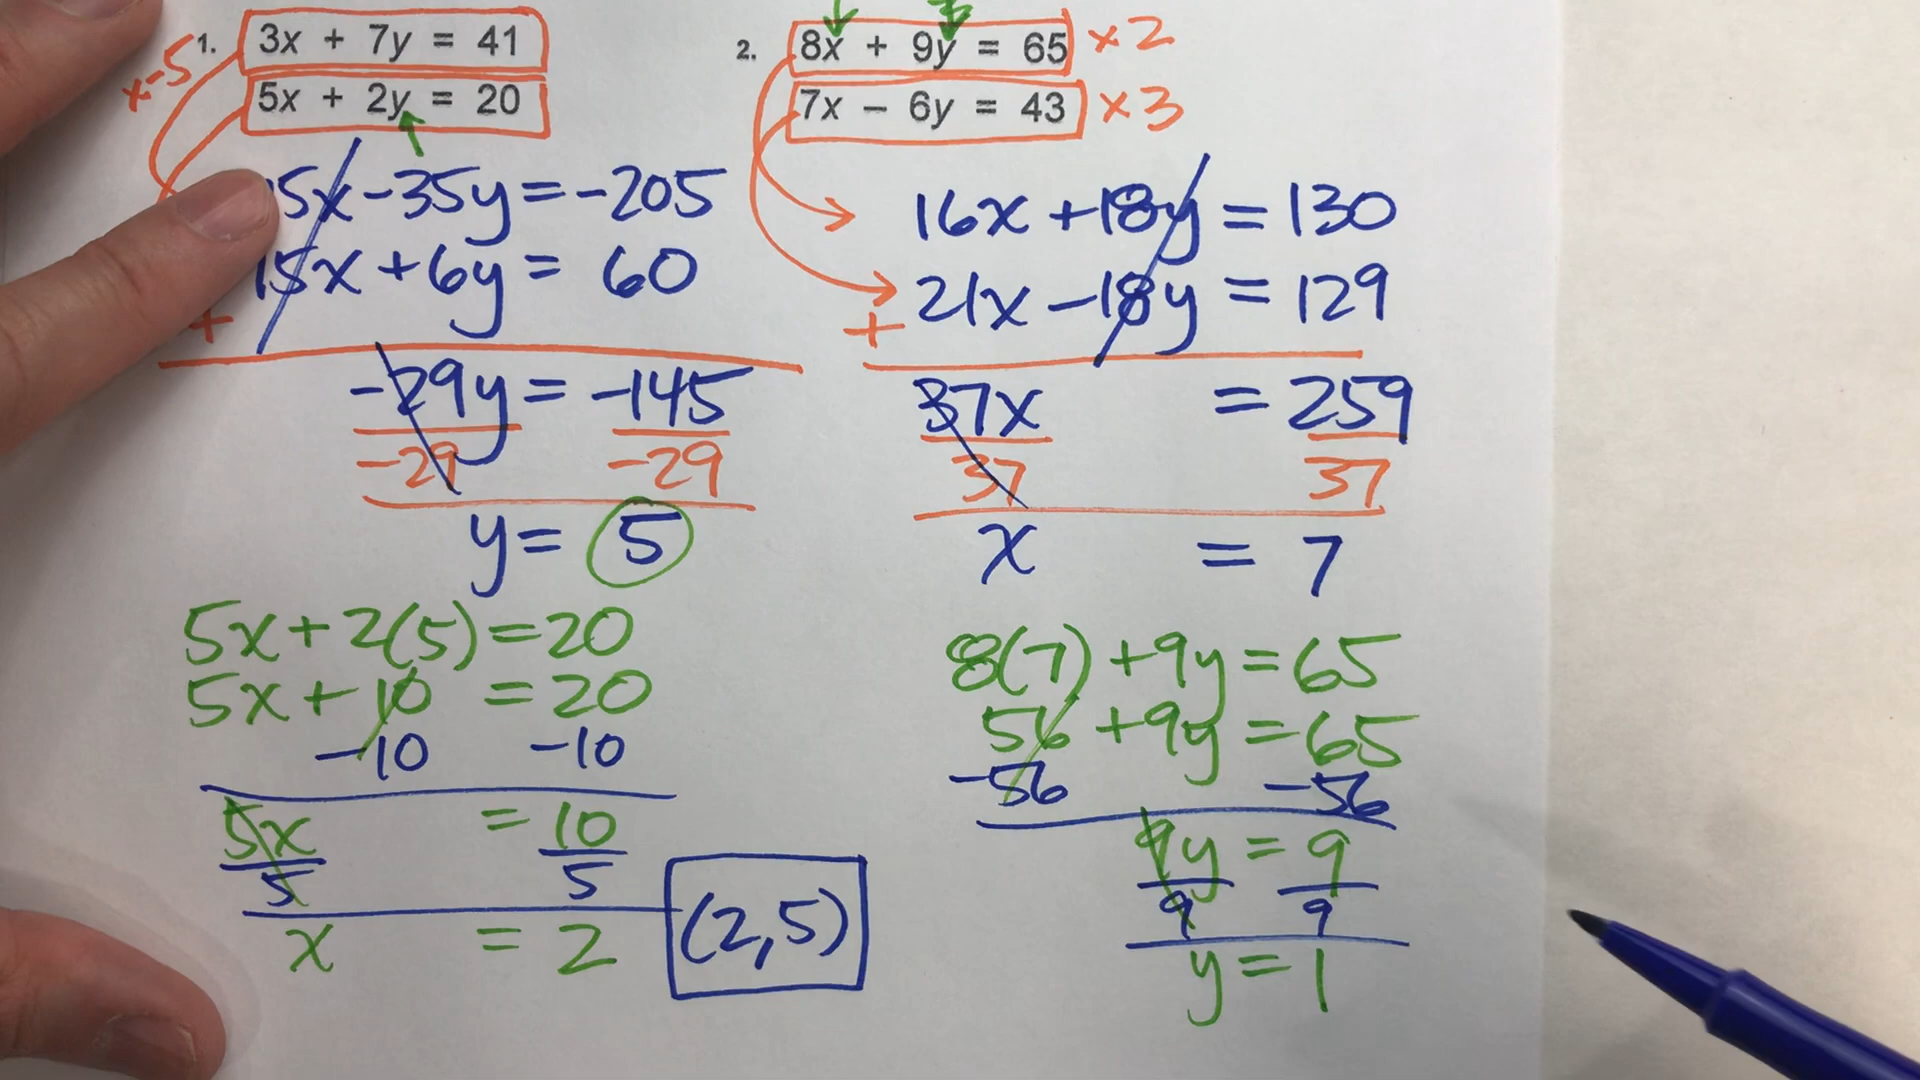 1. 3x + 7y = 41
x-5
5x + 2y = 20
5x - 35y = -205
15x + 6y = 60
+
-29y = -145
-29 -29
y = 5
5x + 2(5) = 20
5x + 10 = 20
-10 -10
5x = 10
5 5
x = 2
(2,5)
2. 8x + 9y = 65 x2
7x - 6y = 43 x3
16x + 18y = 130
21x - 18y = 129
+
37x = 259
37 37
x = 7
8(7) + 9y = 65
56 + 9y = 65
-56 -56
9y = 9
9 9
y = 1